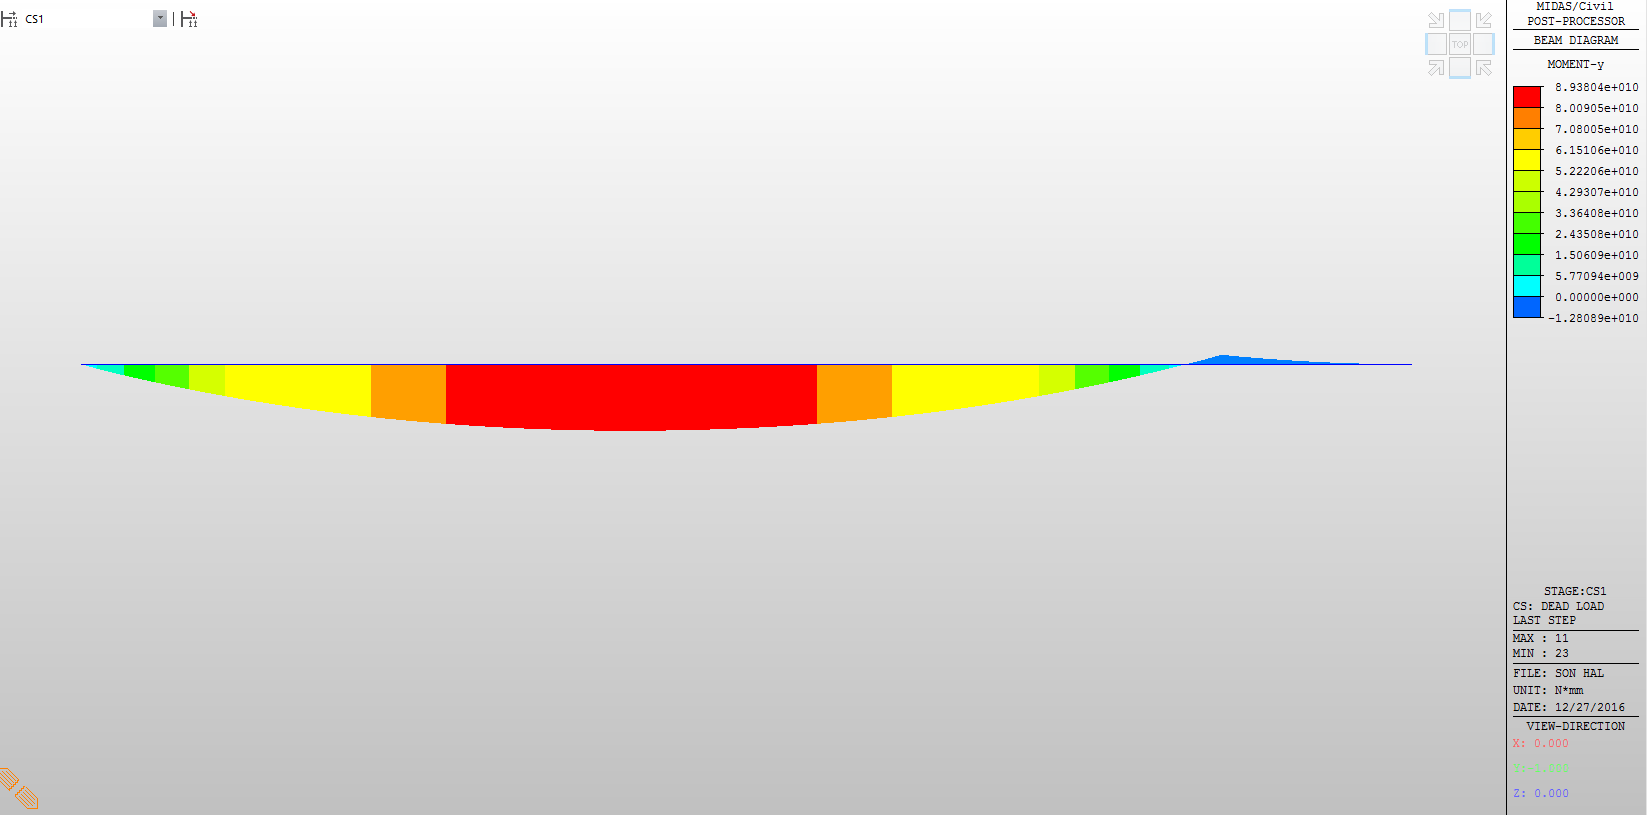 CS1
TOP
MIDAS/Civil
POST-PROCESSOR
BEAM DIAGRAM
MOMENT-y
8.93804e+010
8.00905e+010
7.08005e+010
6.15106e+010
5.22206e+010
4.29307e+010
3.36408e+010
2.43508e+010
1.50609e+010
5.77094e+009
0.00000e+000
-1.28089e+010
STAGE:CS1
CS: DEAD LOAD
LAST STEP
MAX : 11
MIN : 23
FILE: SON HAL
UNIT: N*mm
DATE: 12/27/2016
VIEW-DIRECTION
X: 0.000
Z: 0.000